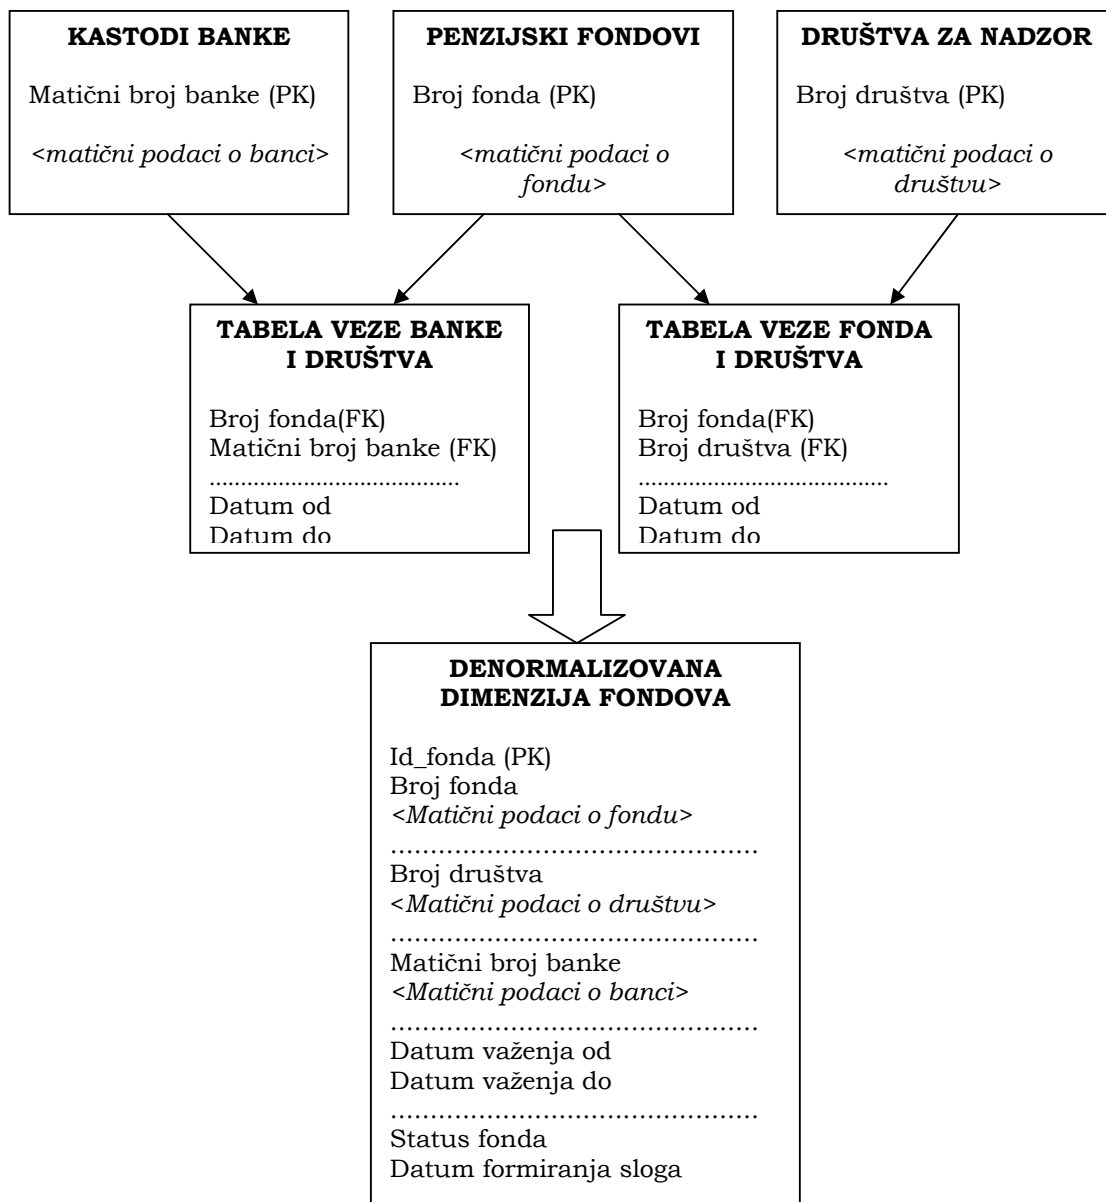 KASTODI BANKE
Matični broj banke (PK)
<matični podaci o banci>
PENZIJSKI FONDOVI
Broj fonda (PK)
<matični podaci o
fondu>
DRUŠTVA ZA NADZOR
Broj društva (PK)
<matični podaci o
društvu>
TABELA VEZE BANKE
I DRUŠTVA
Broj fonda(FK)
Matični broj banke (FK)
.......................................
Datum od
Datum do
TABELA VEZE FONDA
I DRUŠTVA
Broj fonda(FK)
Broj društva (FK)
.......................................
Datum od
Datum do
DENORMALIZOVANA
DIMENZIJA FONDOVA
Id_fonda (PK)
Broj fonda
<Matični podaci o fondu>
..............................................
Broj društva
<Matični podaci o društvu>
..............................................
Matični broj banke
<Matični podaci o banci>
..............................................
Datum važenja od
Datum važenja do
..............................................
Status fonda
Datum formiranja sloga